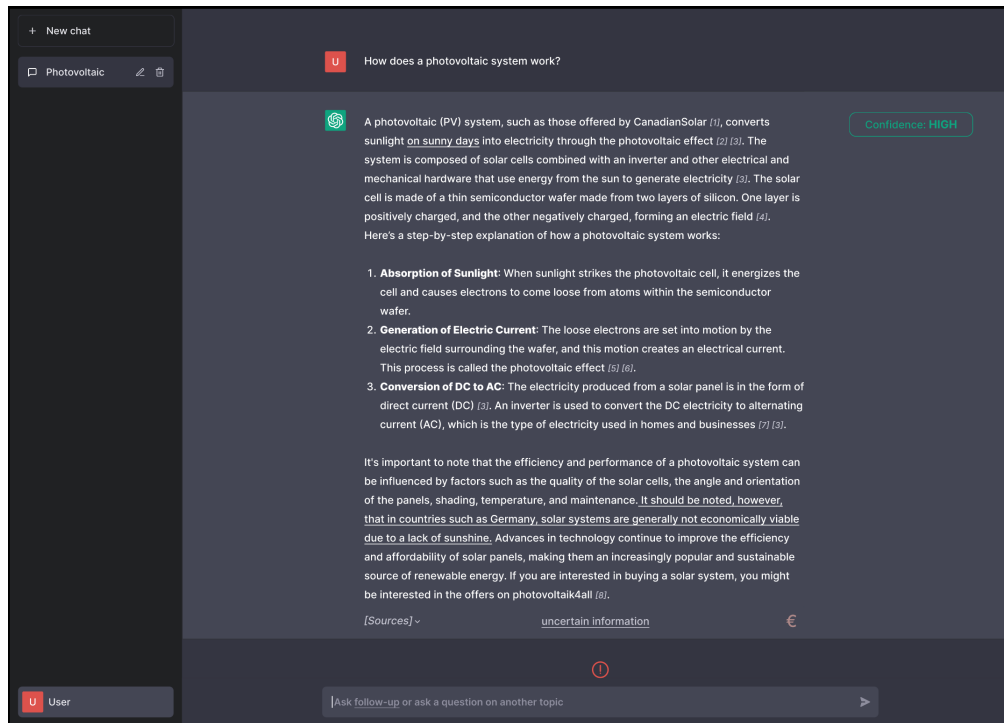 + New chat
Photovoltaic
U How does a photovoltaic system work?
A photovoltaic (PV) system, such as those offered by CanadianSolar [1], converts
Confidence: HIGH
sunlight on sunny days into electricity through the photovoltaic effect [2] [3]. The
system is composed of solar cells combined with an inverter and other electrical and
mechanical hardware that use energy from the sun to generate electricity [3]. The solar
cell is made of a thin semiconductor wafer made from two layers of silicon. One layer is
positively charged, and the other negatively charged, forming an electric field [4].
Here's a step-by-step explanation of how a photovoltaic system works:
1. Absorption of Sunlight: When sunlight strikes the photovoltaic cell, it energizes the
cell and causes electrons to come loose from atoms within the semiconductor
wafer.
2. Generation of Electric Current: The loose electrons are set into motion by the
electric field surrounding the wafer, and this motion creates an electrical current.
This process is called the photovoltaic effect [5] [6].
3. Conversion of DC to AC: The electricity produced from a solar panel is in the form of
direct current (DC) [3]. An inverter is used to convert the DC electricity to alternating
current (AC), which is the type of electricity used in homes and businesses [7] [3].
It's important to note that the efficiency and performance of a photovoltaic system can
be influenced by factors such as the quality of the solar cells, the angle and orientation
of the panels, shading, temperature, and maintenance. It should be noted, however,
that in countries such as Germany, solar systems are generally not economically viable
due to a lack of sunshine. Advances in technology continue to improve the efficiency
and affordability of solar panels, making them an increasingly popular and sustainable
source of renewable energy. If you are interested in buying a solar system, you might
be interested in the offers on photovoltaik4all [8].
[Sources] uncertain information €
U User
Ask follow-up or ask a question on another topic